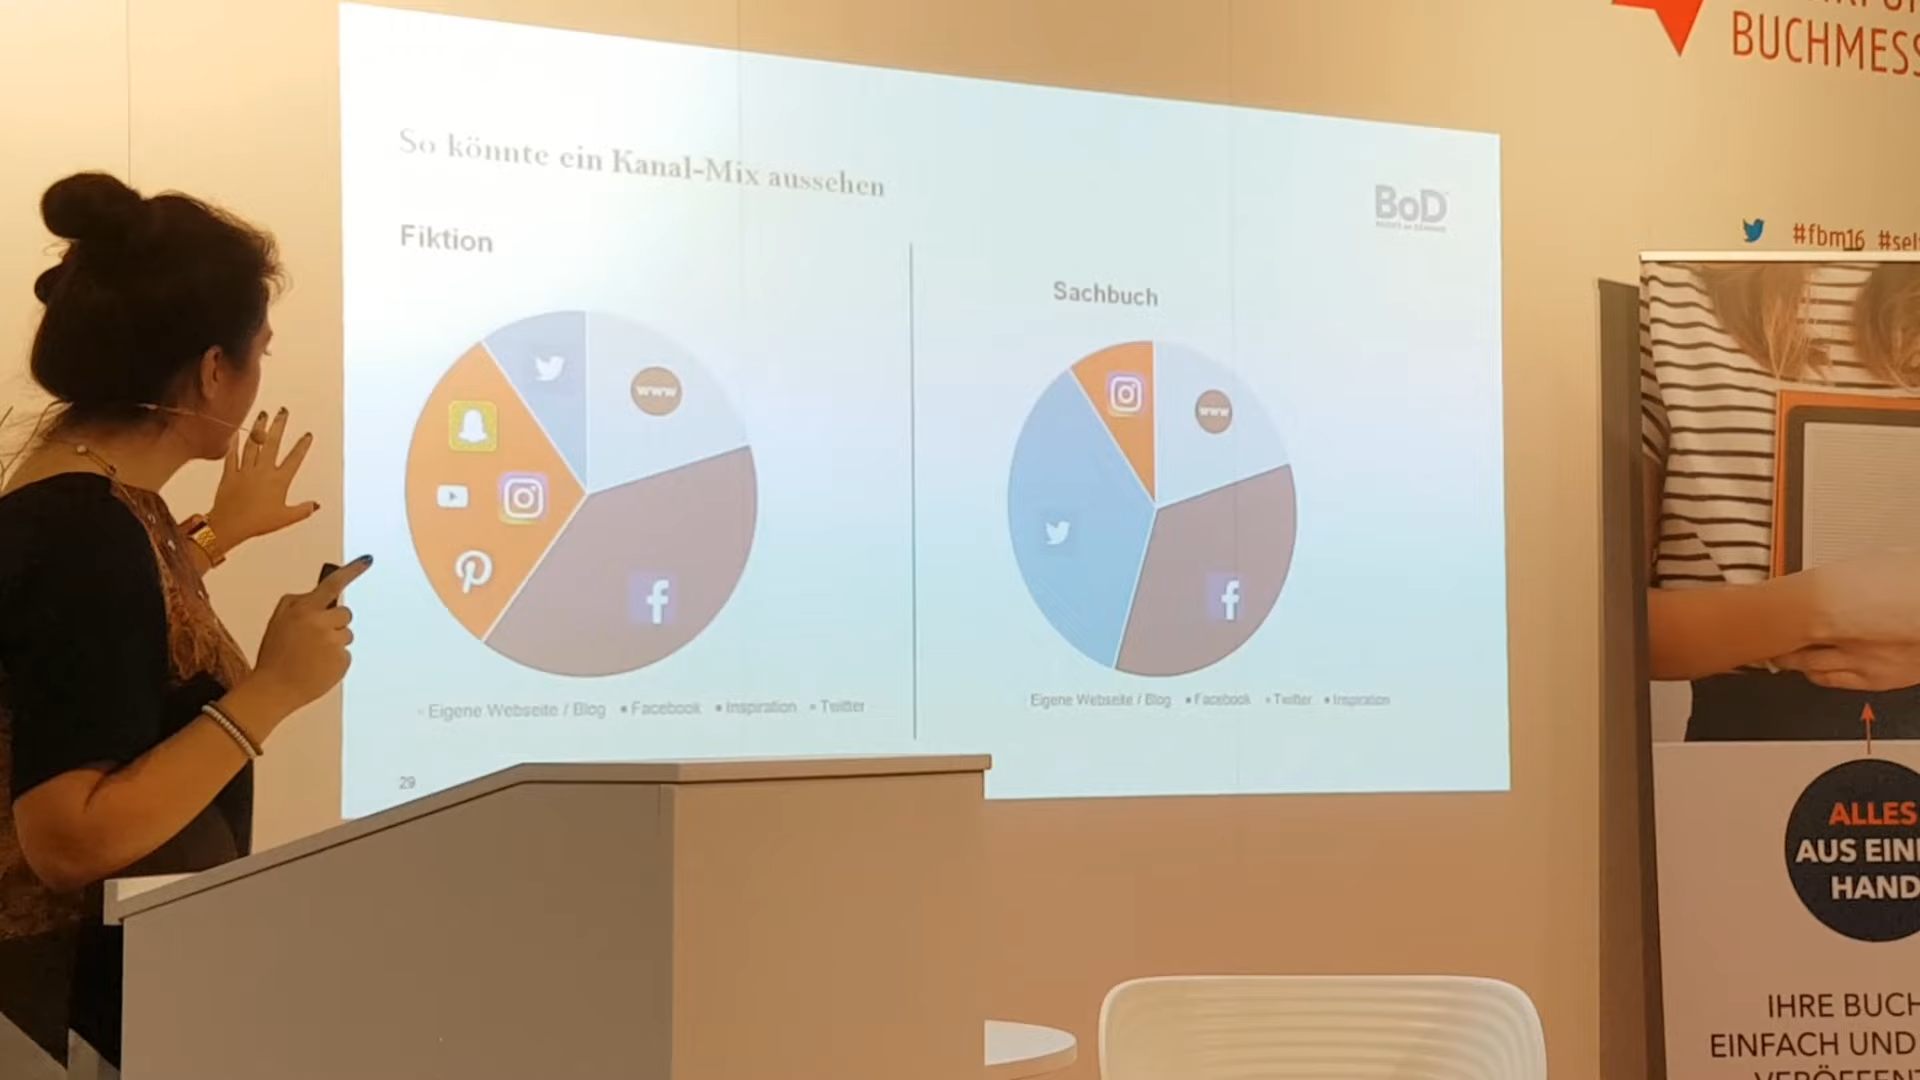 BUCHMESS
#fbm16 #sel
So könnte ein Kanal-Mix aussehen
BoD
Fiktion
Sachbuch
www
www
Eigene Webseite / Blog Facebook Inspiration Twitter
Eigene Webseite / Blog Facebook Twitter Inspiration
29
ALLES
AUS EIN
HAND
IHRE BUCH
EINFACH UND